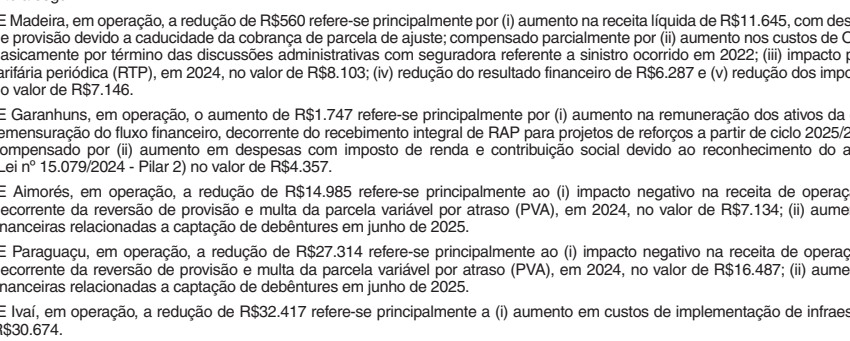 E Madeira, em operação, a redução de R$560 refere-se principalmente por (i) aumento na receita líquida de R$11.645, com des
e provisão devido a caducidade da cobrança de parcela de ajuste; compensado parcialmente por (ii) aumento nos custos de O
asicamente por término das discussões administrativas com seguradora referente a sinistro ocorrido em 2022; (iii) impacto p
arifária periódica (RTP), em 2024, no valor de R$8.103; (iv) redução do resultado financeiro de R$6.287 e (v) redução dos impo
o valor de R$7.146.
E Garanhuns, em operação, o aumento de R$1.747 refere-se principalmente por (i) aumento na remuneração dos ativos da
emensuração do fluxo financeiro, decorrente do recebimento integral de RAP para projetos de reforços a partir de ciclo 2025/2
ompensado por (ii) aumento em despesas com imposto de renda e contribuição social devido ao reconhecimento do a
Lei nº 15.079/2024 - Pilar 2) no valor de R$4.357.
E Aimorés, em operação, a redução de R$14.985 refere-se principalmente ao (i) impacto negativo na receita de operaç
ecorrente da reversão de provisão e multa da parcela variável por atraso (PVA), em 2024, no valor de R$7.134; (ii) aume
nanceiras relacionadas a captação de debêntures em junho de 2025.
E Paraguaçu, em operação, a redução de R$27.314 refere-se principalmente ao (i) impacto negativo na receita de operaç
ecorrente da reversão de provisão e multa da parcela variável por atraso (PVA), em 2024, no valor de R$16.487; (ii) aume
nanceiras relacionadas a captação de debêntures em junho de 2025.
E Ivaí, em operação, a redução de R$32.417 refere-se principalmente a (i) aumento em custos de implementação de infraes
R$30.674.